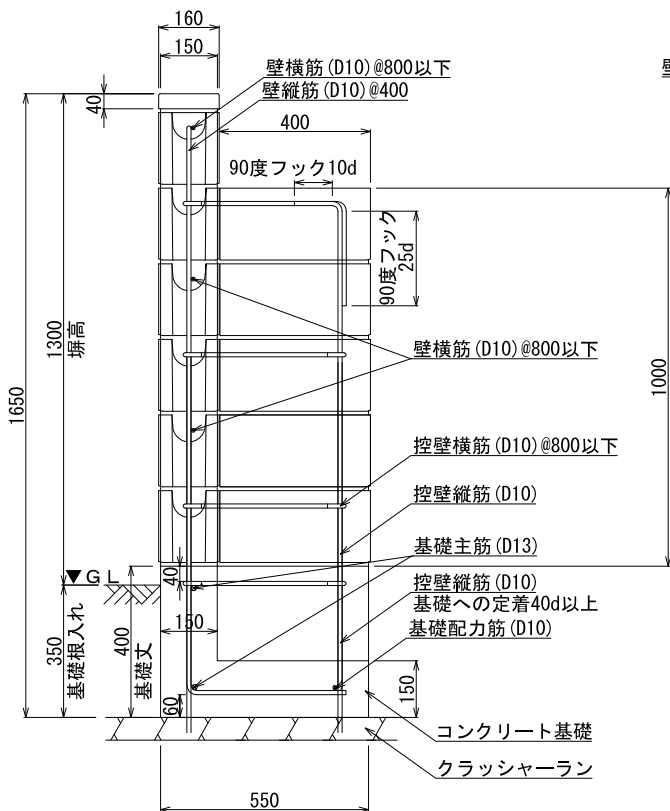 160
150
壁
壁横筋(D10)@800以下
壁縦筋(D10)@400
40
400
90度フック10d
90度フック
25d
1300
塀高
1650
壁横筋(D10)@800以下
1000
控壁横筋(D10)@800以下
控壁縦筋(D10)
基礎主筋(D13)
▼GL
40
控壁縦筋(D10)
基礎への定着40d以上
基礎配力筋(D10)
150
350
基礎根入れ
400
基礎丈
60
150
コンクリート基礎
クラッシャーラン
550